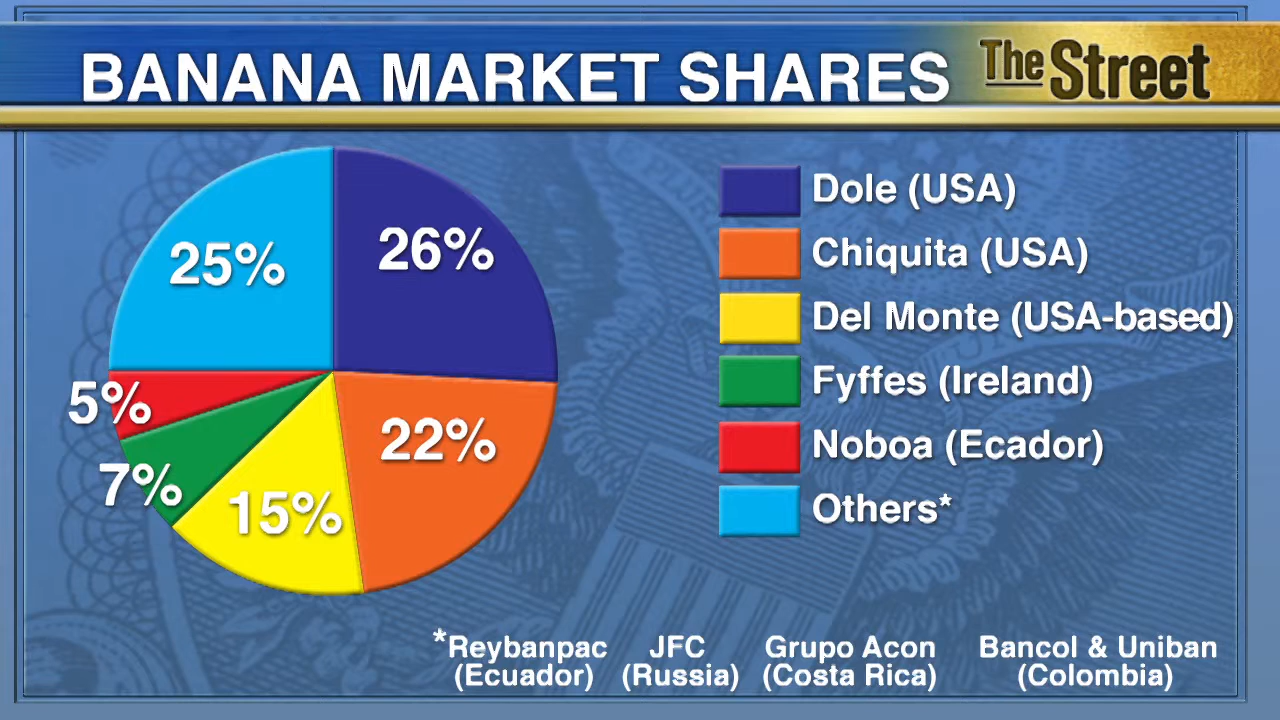 BANANA MARKET SHARES
The Street
25%
26%
5%
22%
7%
15%
Dole (USA)
Chiquita (USA)
Del Monte (USA-based)
Fyffes (Ireland)
Noboa (Ecador)
Others*
*Reybanpac
(Ecuador)
JFC
(Russia)
Grupo Acon
(Costa Rica)
Bancol & Uniban
(Colombia)